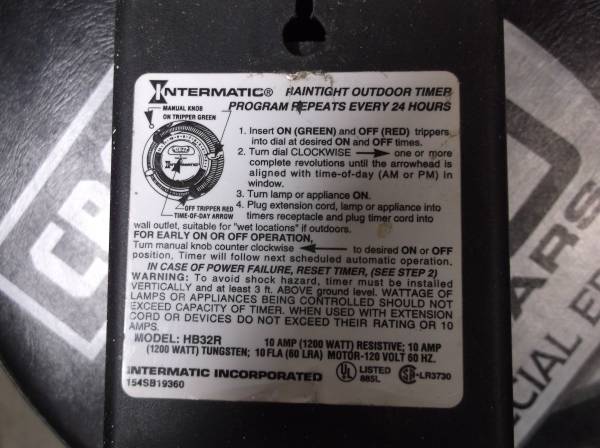 INTERMATIC® RAINTIGHT OUTDOOR TIMER
PROGRAM REPEATS EVERY 24 HOURS
MANUAL KNOB
ON TRIPPER GREEN
OFF TRIPPER RED
TIME-OF-DAY ARROW
1. Insert ON (GREEN) and OFF (RED) trippers
into dial at desired ON and OFF times.
2. Turn dial CLOCKWISE → one or more
complete revolutions until the arrowhead is
aligned with time-of-day (AM or PM) in
window.
3. Turn lamp or appliance ON.
4. Plug extension cord, lamp or appliance into
timers receptacle and plug timer cord into
wall outlet, suitable for "wet locations" if outdoors.
FOR EARLY ON OR OFF OPERATION,
Turn manual knob counter clockwise ← to desired ON or OFF
position, Timer will follow next scheduled automatic operation.
IN CASE OF POWER FAILURE, RESET TIMER, (SEE STEP 2)
WARNING: To avoid shock hazard, timer must be installed
VERTICALLY and at least 3 ft. ABOVE ground level. WATTAGE OF
LAMPS OR APPLIANCES BEING CONTROLLED SHOULD NOT
EXCEED CAPACITY OF TIMER. WHEN USED WITH EXTENSION
CORD OR DEVICES DO NOT EXCEED THEIR RATING OR 10
AMPS.
MODEL: HB32R 10 AMP (1200 WATT) RESISTIVE; 10 AMP
(1200 WATT) TUNGSTEN; 10 FLA (60 LRA) MOTOR-120 VOLT 60 HZ.
INTERMATIC INCORPORATED
154SB19360
UL LISTED
885L
SA-LR3730
ARS
CIAL EDI